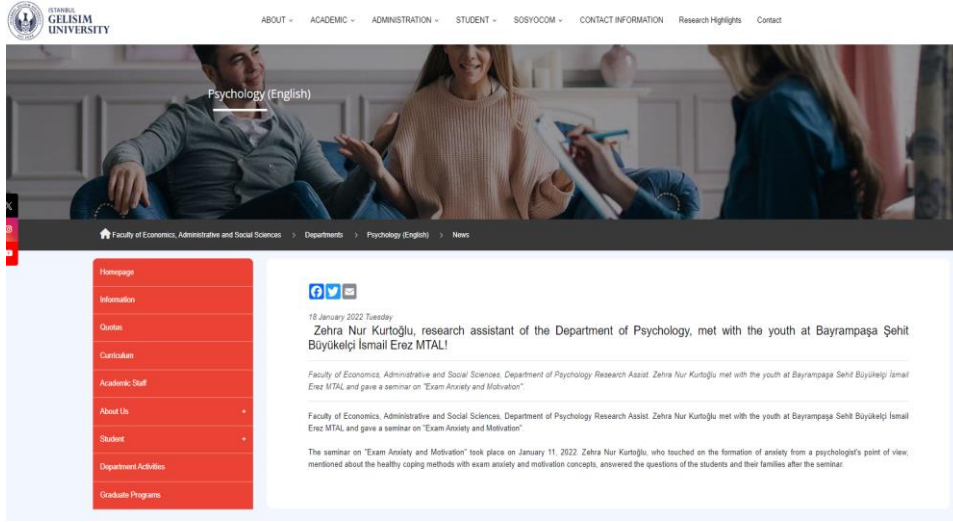 ISTANBUL
GELISIM
UNIVERSITY
ABOUT
ACADEMIC
ADMINISTRATION
STUDENT
SOSYOCOM
CONTACT INFORMATION
Research Highlights
Contact
Psychology (English)
Faculty of Economics, Administrative and Social Sciences > Departments > Psychology (English) > News
Homepage
Information
Quotas
Curriculum
Academic Staff
About Us +
Student +
Department Activities
Graduate Programs
18 January 2022 Tuesday
Zehra Nur Kurtoğlu, research assistant of the Department of Psychology, met with the youth at Bayrampaşa Şehit
Büyükelçi İsmail Erez MTAL!
Faculty of Economics, Administrative and Social Sciences, Department of Psychology Research Assist. Zehra Nur Kurtoğlu met with the youth at Bayrampaşa Sehit Büyükelçi İsmail
Erez MTAL and gave a seminar on "Exam Anxiety and Motivation".
Faculty of Economics, Administrative and Social Sciences, Department of Psychology Research Assist. Zehra Nur Kurtoğlu met with the youth at Bayrampaşa Sehit Büyükelçi İsmail
Erez MTAL and gave a seminar on "Exam Anxiety and Motivation".
The seminar on "Exam Anxiety and Motivation" took place on January 11, 2022. Zehra Nur Kurtoğlu, who touched on the formation of anxiety from a psychologist's point of view,
mentioned about the healthy coping methods with exam anxiety and motivation concepts, answered the questions of the students and their families after the seminar.